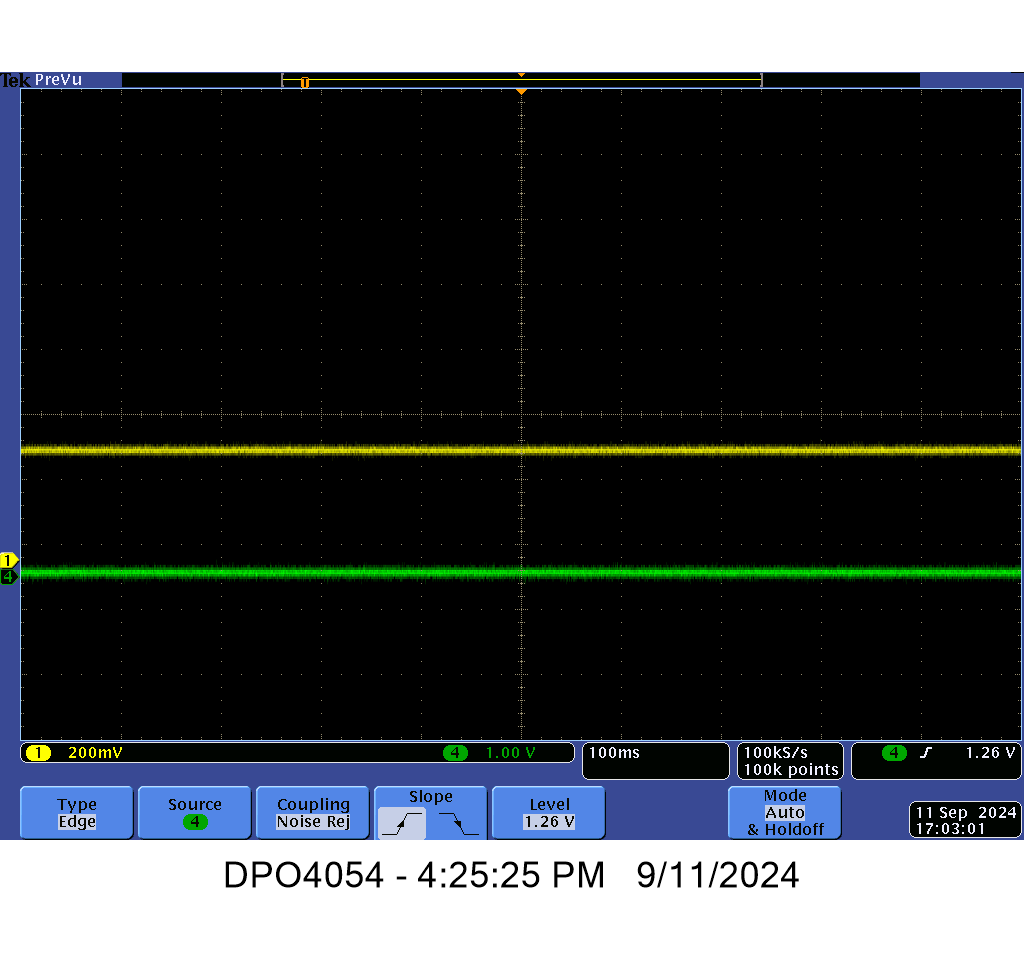 Tek PreVu
1
4
1 200mV 4 1.00 V 100ms 100kS/s 4 1.26 V
100k points
Type Source Coupling Slope Level Mode
Edge 4 Noise Rej 1.26 V Auto
& Holdoff
11 Sep 2024
17:03:01
DPO4054 - 4:25:25 PM 9/11/2024